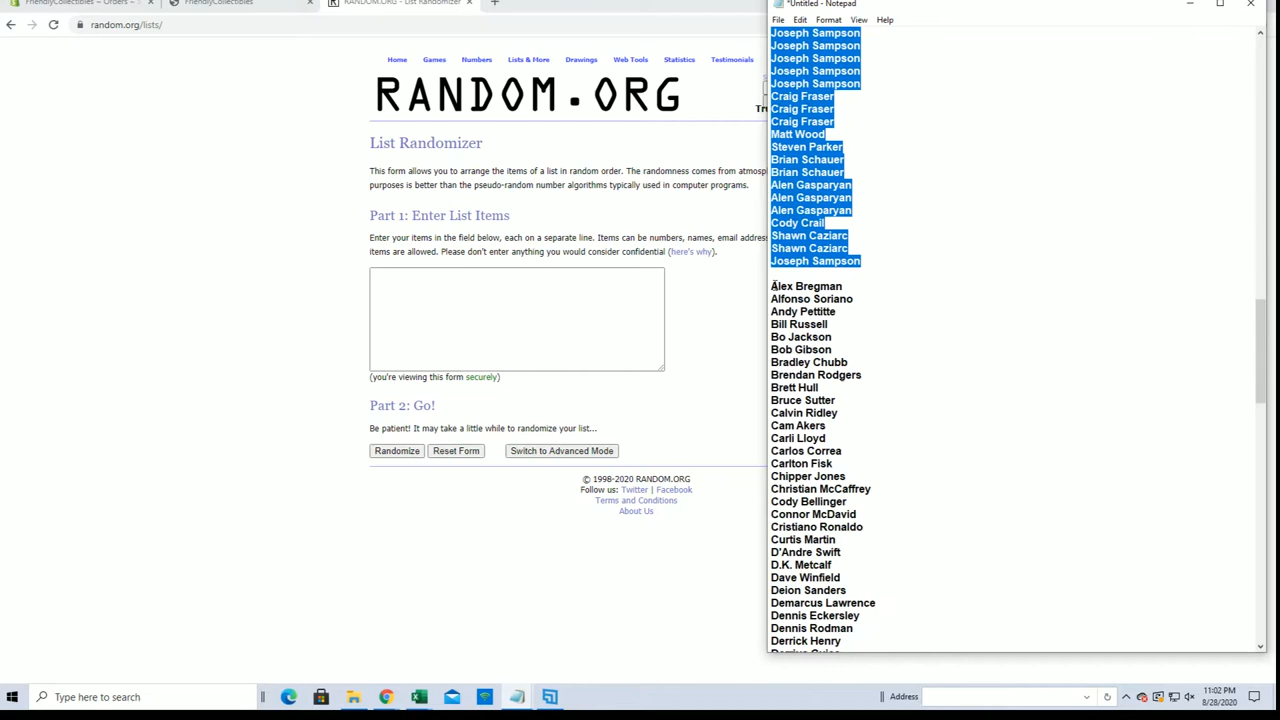 FriendlyCollectibles – Orders –
FriendlyCollectibles
RANDOM.ORG - List Randomizer
random.org/lists/
Home Games Numbers Lists & More Drawings Web Tools Statistics Testimonials
RANDOM.ORG
Tru
List Randomizer
This form allows you to arrange the items of a list in random order. The randomness comes from atmosp
purposes is better than the pseudo-random number algorithms typically used in computer programs.
Part 1: Enter List Items
Enter your items in the field below, each on a separate line. Items can be numbers, names, email address
items are allowed. Please don't enter anything you would consider confidential (here's why).
(you're viewing this form securely)
Part 2: Go!
Be patient! It may take a little while to randomize your list...
Randomize Reset Form Switch to Advanced Mode
© 1998-2020 RANDOM.ORG
Follow us: Twitter | Facebook
Terms and Conditions
About Us
*Untitled - Notepad
File Edit Format View Help
Joseph Sampson
Joseph Sampson
Joseph Sampson
Joseph Sampson
Joseph Sampson
Craig Fraser
Craig Fraser
Craig Fraser
Matt Wood
Steven Parker
Brian Schauer
Brian Schauer
Alen Gasparyan
Alen Gasparyan
Alen Gasparyan
Cody Crail
Shawn Caziarc
Shawn Caziarc
Joseph Sampson
Alex Bregman
Alfonso Soriano
Andy Pettitte
Bill Russell
Bo Jackson
Bob Gibson
Bradley Chubb
Brendan Rodgers
Brett Hull
Bruce Sutter
Calvin Ridley
Cam Akers
Carli Lloyd
Carlos Correa
Carlton Fisk
Chipper Jones
Christian McCaffrey
Cody Bellinger
Connor McDavid
Cristiano Ronaldo
Curtis Martin
D'Andre Swift
D.K. Metcalf
Dave Winfield
Deion Sanders
Demarcus Lawrence
Dennis Eckersley
Dennis Rodman
Derrick Henry
Type here to search
Address
11:02 PM
8/28/2020